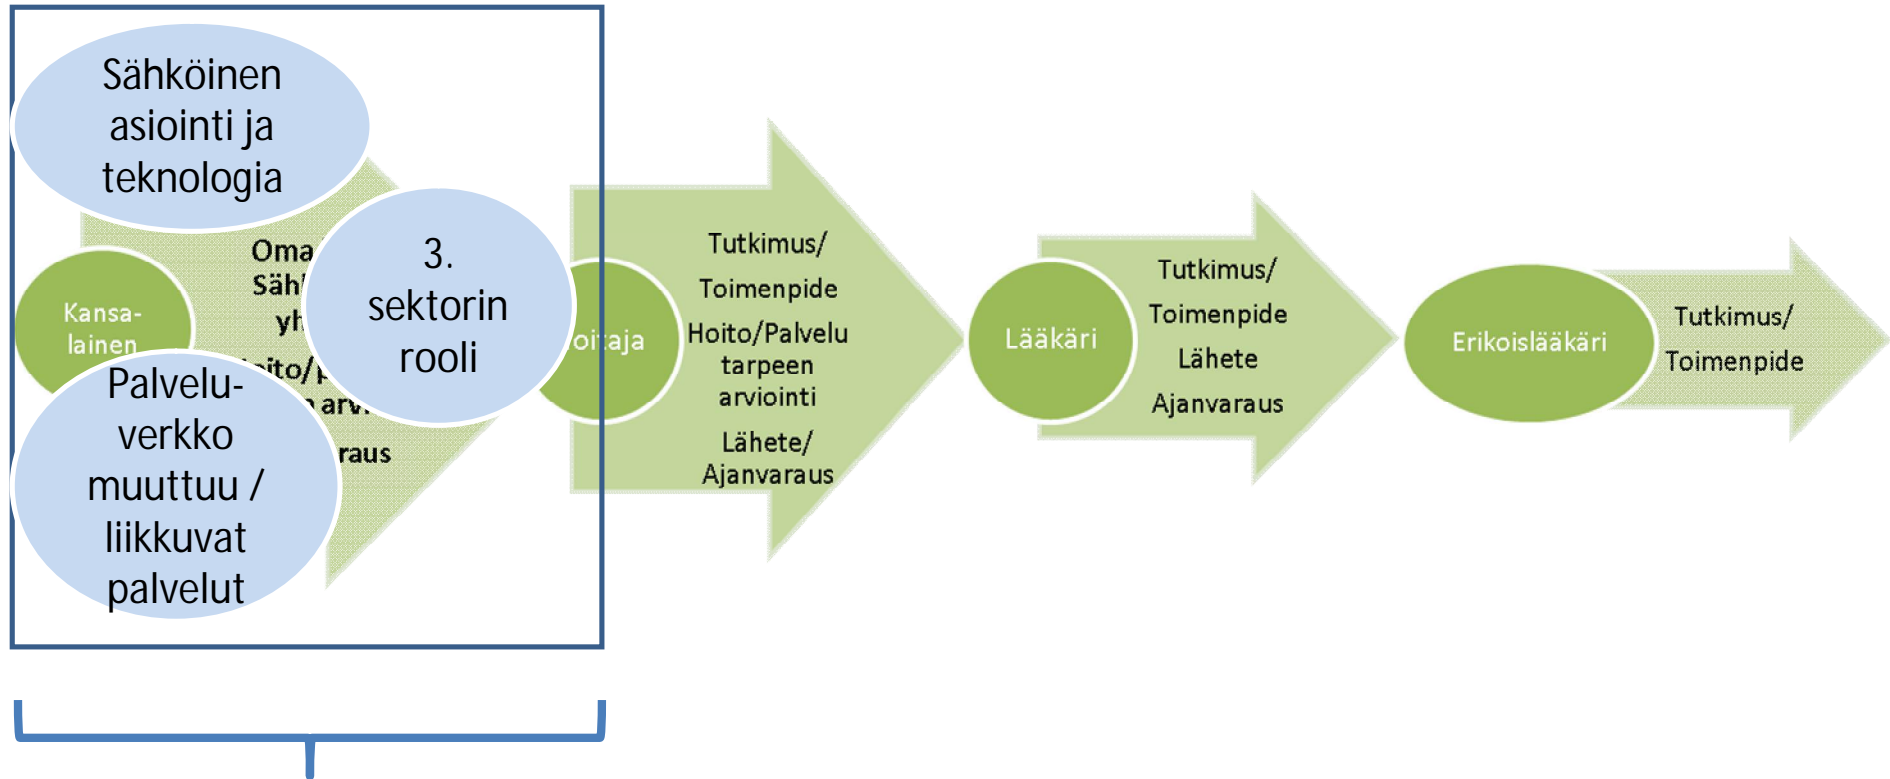 Sähköinen
asiointi ja
teknologia
Kansa-
lainen
Oma
3.
sektorin
rooli
Palvelu-
verkko
muuttuu /
liikkuvat
palvelut
Tutkimus/
Toimenpide
Hoito/Palvelu
tarpeen
arviointi
Lähete/
Ajanvaraus
Lääkäri
Tutkimus/
Toimenpide
Lähete
Ajanvaraus
Erikoislääkäri
Tutkimus/
Toimenpide